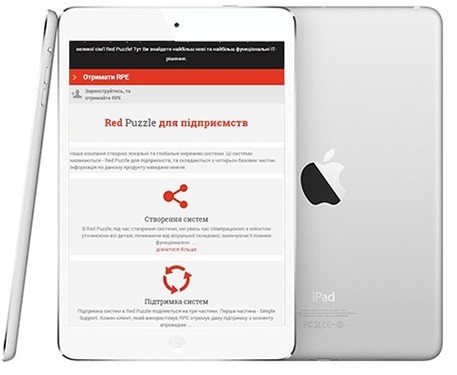 великої сім'ї Red Puzzle! Тут Ви знайдете найбільш нові та найбільш функціональні ІТ-
рішення.
Отримати RPE
Зареєструйтесь, та
отримайте RPE
Red Puzzle для підприємств
Наша компанія створює локальні та глобальні мережеві системи. Ці системи
називаються - Red Puzzle для підприємств, та складаються з чотирьох базових частин.
Інформація по даному продукту наведені нижче.
Створення систем
В Red Puzzle, під час створення системи, ми увесь час співпрацюємо з клієнтом
уточнюючи всі деталі, починаючи від візуальної складової, закінчуючи її повним
функціоналом ...
дізнатися більше
Підтримка систем
Підтримка систем в Red Puzzle поділяється на три частини. Перша частина - Simple
Support. Кожен клієнт, який використовує RPC отримує дану підтримку з моменту
впровадження ...
iPad